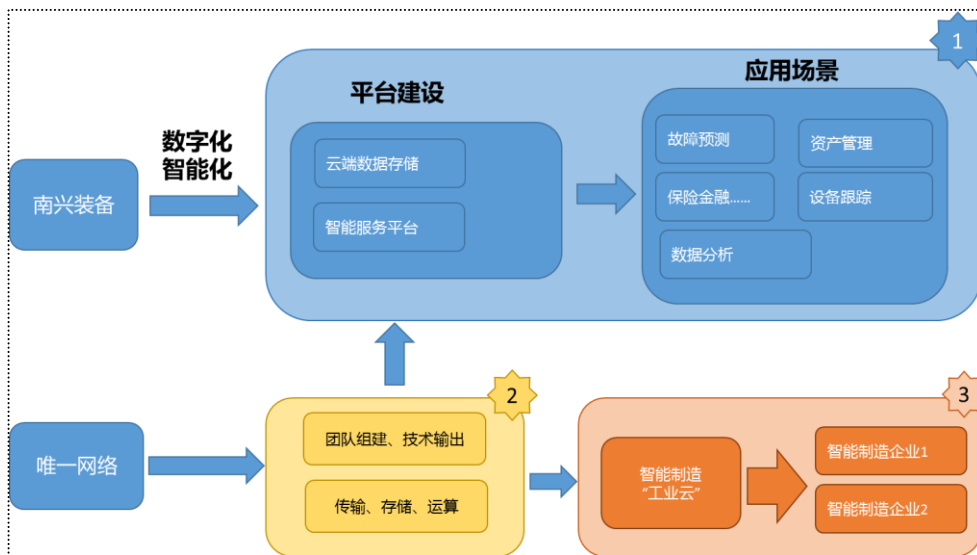 1
平台建设
应用场景
数字化
智能化
南兴装备
云端数据存储
智能服务平台
故障预测
资产管理
保险金融......
设备跟踪
数据分析
2
3
唯一网络
团队组建、技术输出
传输、存储、运算
智能制造
“工业云”
智能制造企业1
智能制造企业2